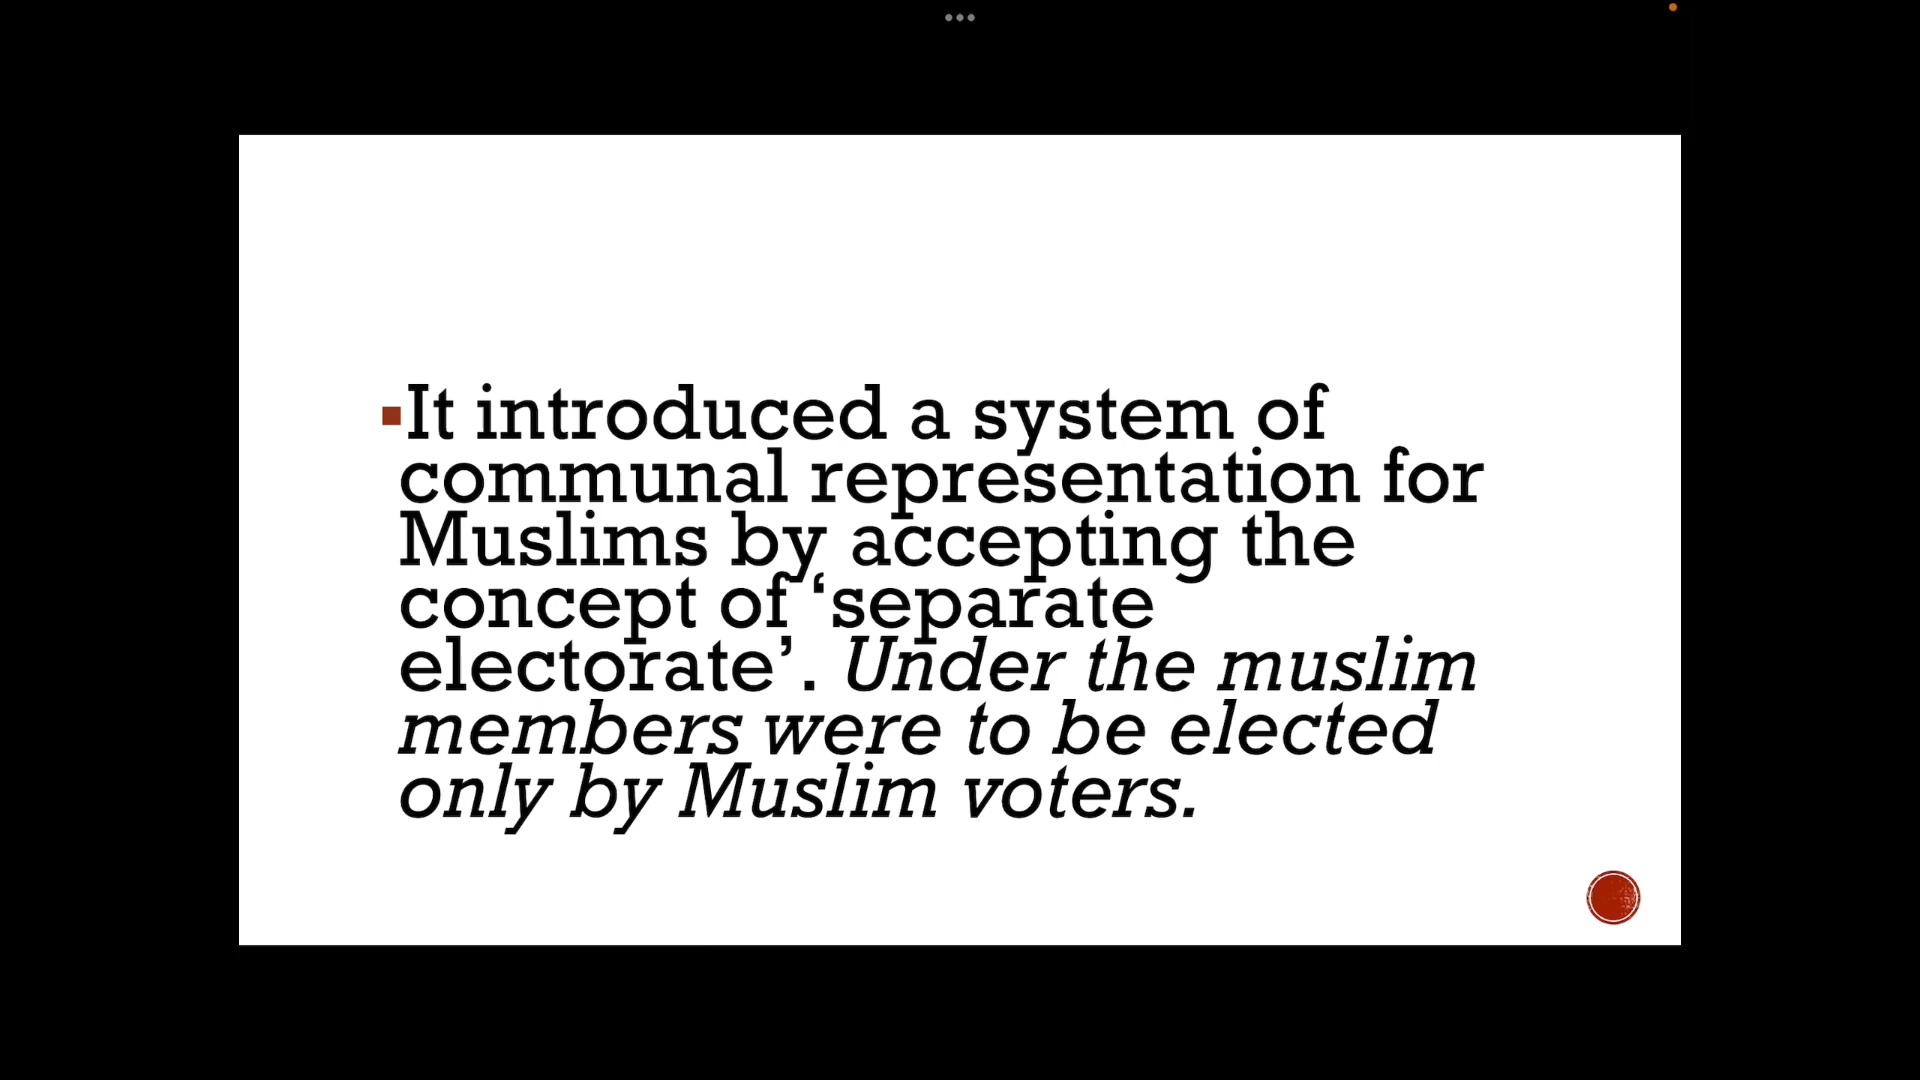 It introduced a system of
communal representation for
Muslims by accepting the
concept of ‘separate
electorate’. Under the muslim
members were to be elected
only by Muslim voters.